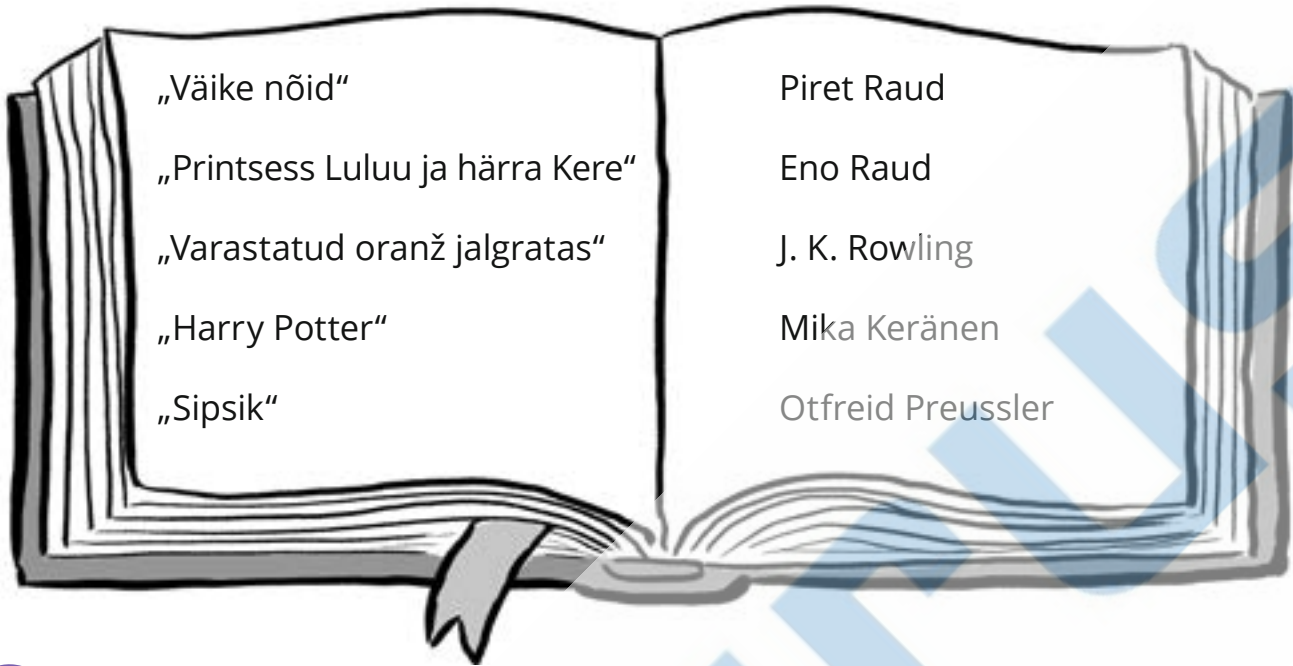 „Väike nõid“
„Printsess Luluu ja härra Kere“
„Varastatud oranž jalgratas“
„Harry Potter“
„Sipsik“
Piret Raud
Eno Raud
J. K. Rowling
Mika Keränen
Otfreid Preussler